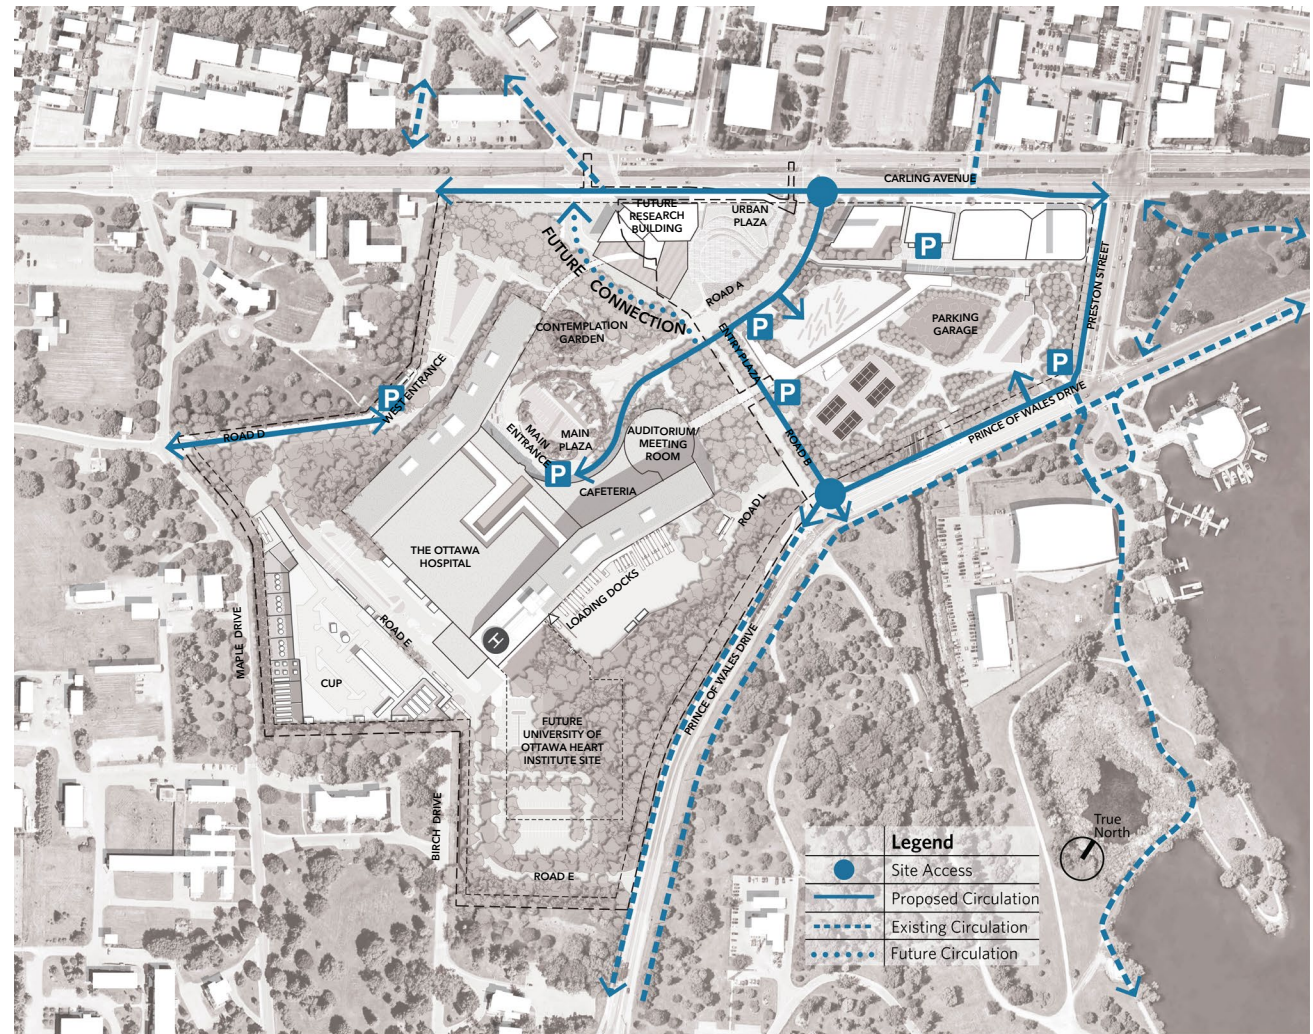 CARLING AVENUE
FUTURE
RESEARCH
BUILDING
URBAN
PLAZA
P
PRESTON STREET
FUTURE CONNECTION
ROAD A
CONTEMPLATION
GARDEN
ENTRY PLAZA
P
PARKING
GARAGE
P
P
P
WEST ENTRANCE
ROAD D
MAIN
ENTRANCE
MAIN
PLAZA
AUDITORIUM/
MEETING
ROOM
PRINCE OF WALES DRIVE
ROAD B
P
CAFETERIA
ROAD L
THE OTTAWA
HOSPITAL
LOADING DOCKS
H
ROAD E
MAPLE DRIVE
CUP
PRINCE OF WALES DRIVE
FUTURE
UNIVERSITY OF
OTTAWA HEART
INSTITUTE SITE
BIRCH DRIVE
ROAD E
True
North
Legend
Site Access
Proposed Circulation
Existing Circulation
Future Circulation